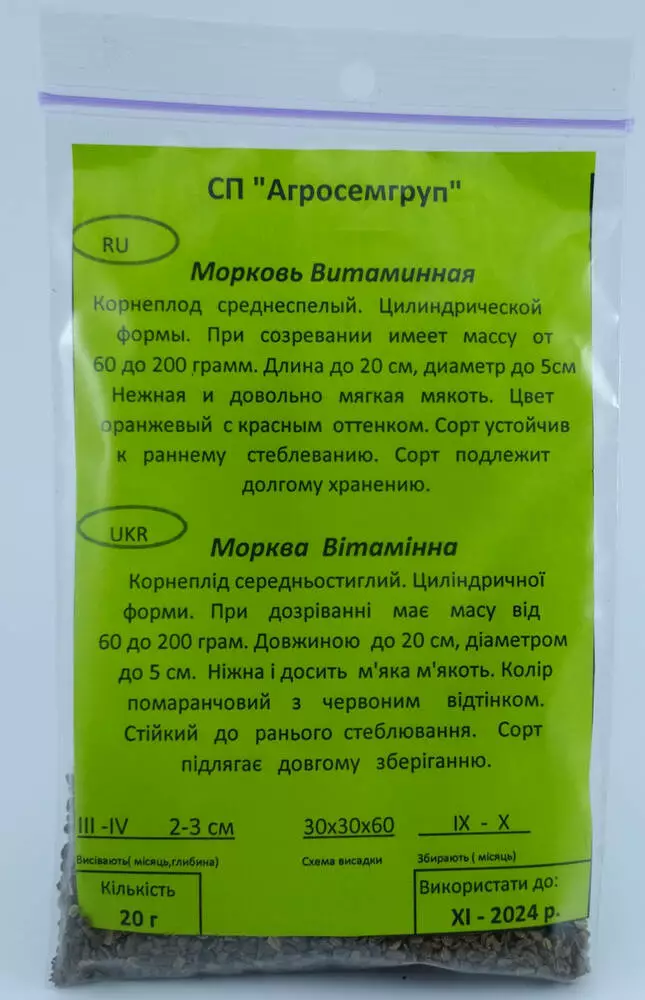 СП "Агросемгруп"
RU
Морковь Витаминная
Корнеплод среднеспелый. Цилиндрической
формы. При созревании имеет массу от
60 до 200 грамм. Длина до 20 см, диаметр до 5см
Нежная и довольно мягкая мякоть. Цвет
оранжевый с красным оттенком. Сорт устойчив
к раннему стеблеванию. Сорт подлежит
долгому хранению.
UKR
Морква Вітамінна
Корнеплід середньостиглий. Циліндричної
форми. При дозріванні має масу від
60 до 200 грам. Довжиною до 20 см, діаметром
до 5 см. Ніжна і досить м'яка м'якоть. Колір
помаранчовий з червоним відтінком.
Стійкий до ранього стеблювання. Сорт
підлягає довгому зберіганню.
III -IV 2-3 см 30х30х60 IX - X
Висівають( місяць,глибина) Схема висадки Збирають ( місяць)
Кількість
20 г
Використати до:
XI - 2024 р.